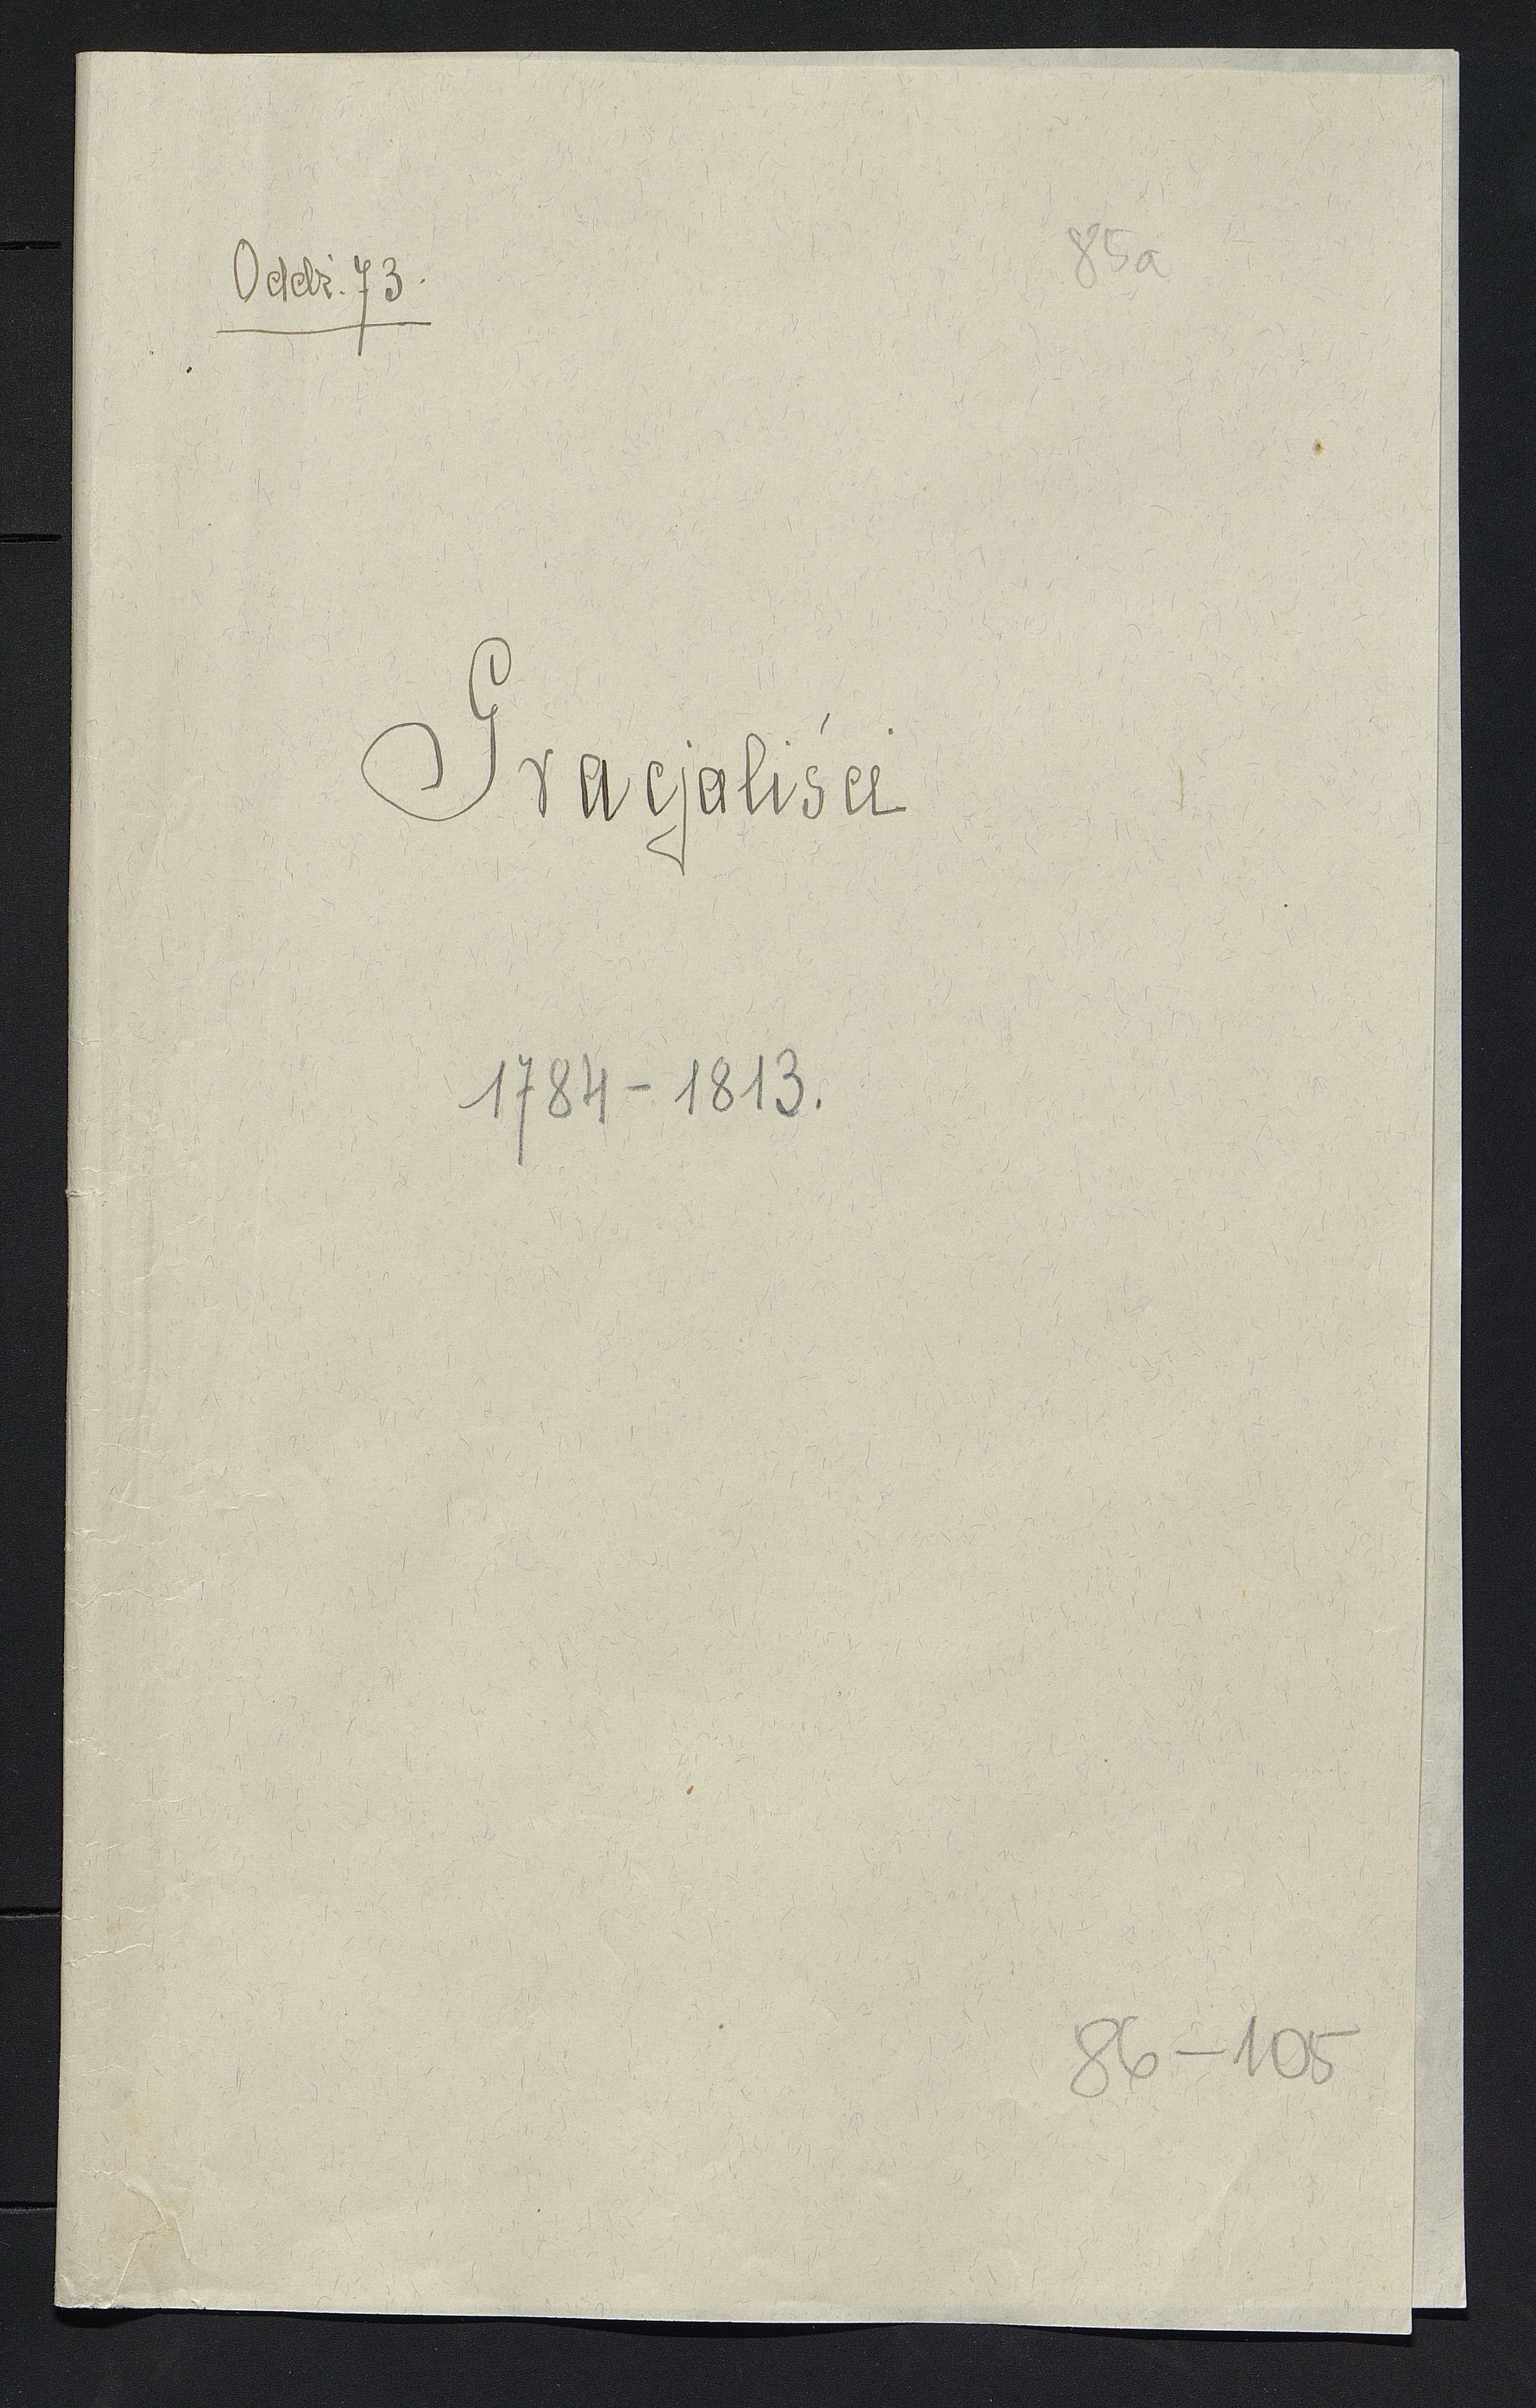 Oddz. 73.
85a
Gracjaliści
1784 - 1813.
86 - 105